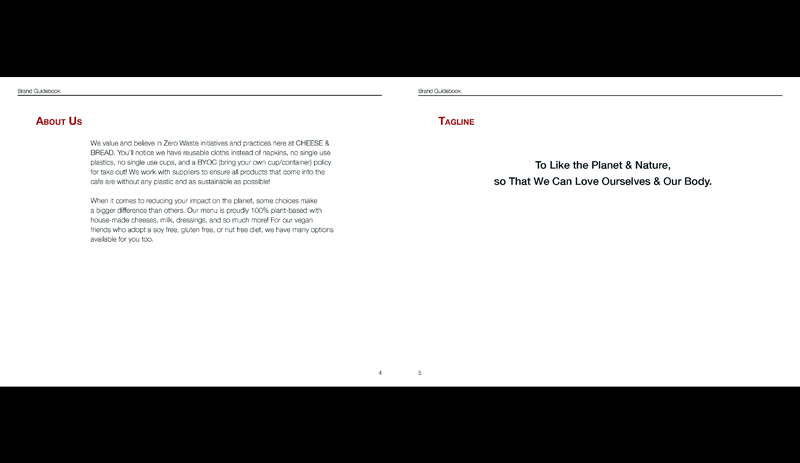 Brand Guidebook
ABOUT US
We value and believe in Zero Waste initiatives and practices here at CHEESE &
BREAD. You'll notice we have reusable cloths instead of napkins, no single use
plastics, no single use cups, and a BYOC (bring your own cup/container) policy
for take out! We work with suppliers to ensure all products that come into the
cafe are without any plastic and as sustainable as possible!
When it comes to reducing your impact on the planet, some choices make
a bigger difference than others. Our menu is proudly 100% plant-based with
house-made cheeses, milk, dressings, and so much more! For our vegan
friends who adopt a soy free, gluten free, or nut free diet, we have many options
available for you too.
4
Brand Guidebook
TAGLINE
To Like the Planet & Nature,
so That We Can Love Ourselves & Our Body.
5